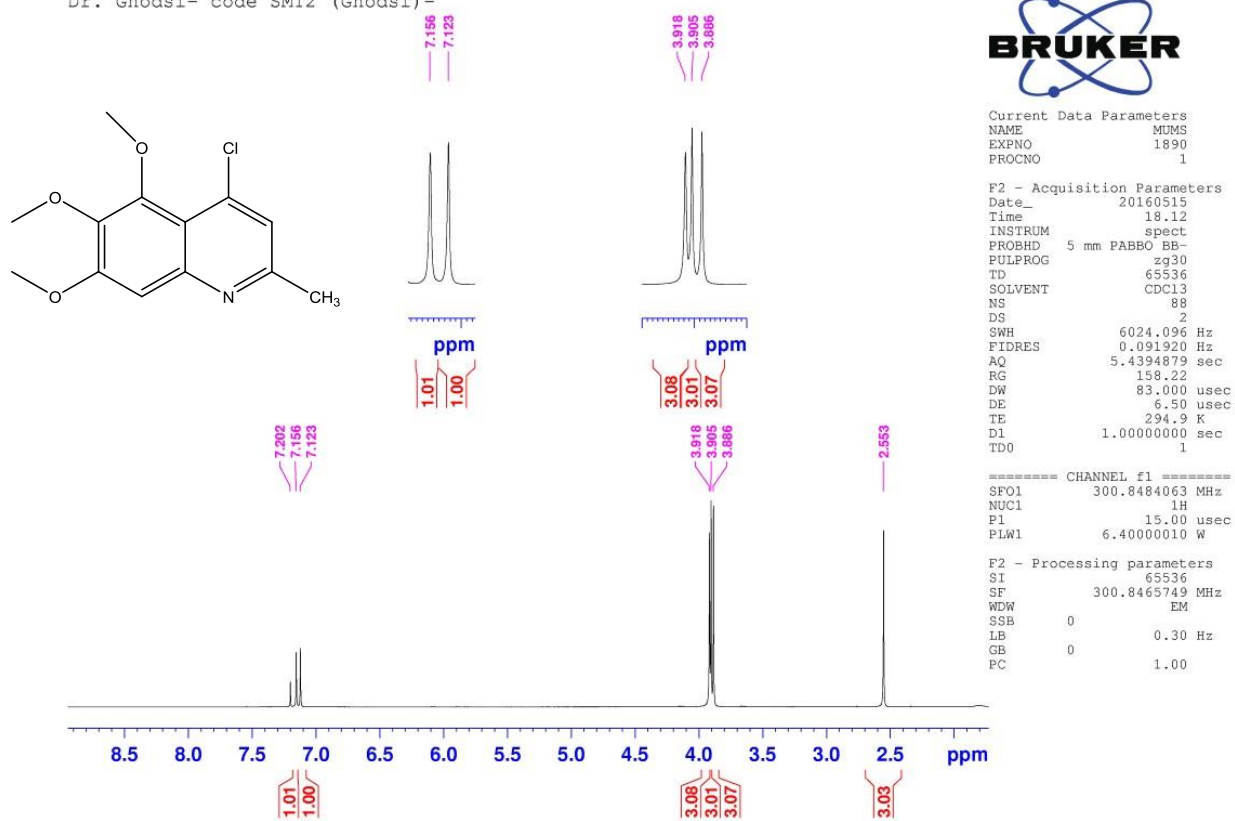 Dr. Ghodsi- code SM12 (Ghodsi)-
7.156
7.123
3.918
3.905
3.886
BRUKER
O
Cl
O
O
N
CH3
ppm
ppm
1.01
1.00
3.08
3.01
3.07
7.202
7.156
7.123
3.918
3.905
3.886
2.553
8.5 8.0 7.5 7.0 6.5 6.0 5.5 5.0 4.5 4.0 3.5 3.0 2.5 ppm
1.01
1.00
3.08
3.01
3.07
3.03
Current Data Parameters
NAME MUMS
EXPNO 1890
PROCNO 1
F2 - Acquisition Parameters
Date_ 20160515
Time 18.12
INSTRUM spect
PROBHD 5 mm PABBO BB-
PULPROG zg30
TD 65536
SOLVENT CDCl3
NS 88
DS 2
SWH 6024.096 Hz
FIDRES 0.091920 Hz
AQ 5.4394879 sec
RG 158.22
DW 83.000 usec
DE 6.50 usec
TE 294.9 K
D1 1.00000000 sec
TD0 1
======== CHANNEL f1 ========
SFO1 300.8484063 MHz
NUC1 1H
P1 15.00 usec
PLW1 6.40000010 W
F2 - Processing parameters
SI 65536
SF 300.8465749 MHz
WDW EM
SSB 0
LB 0.30 Hz
GB 0
PC 1.00